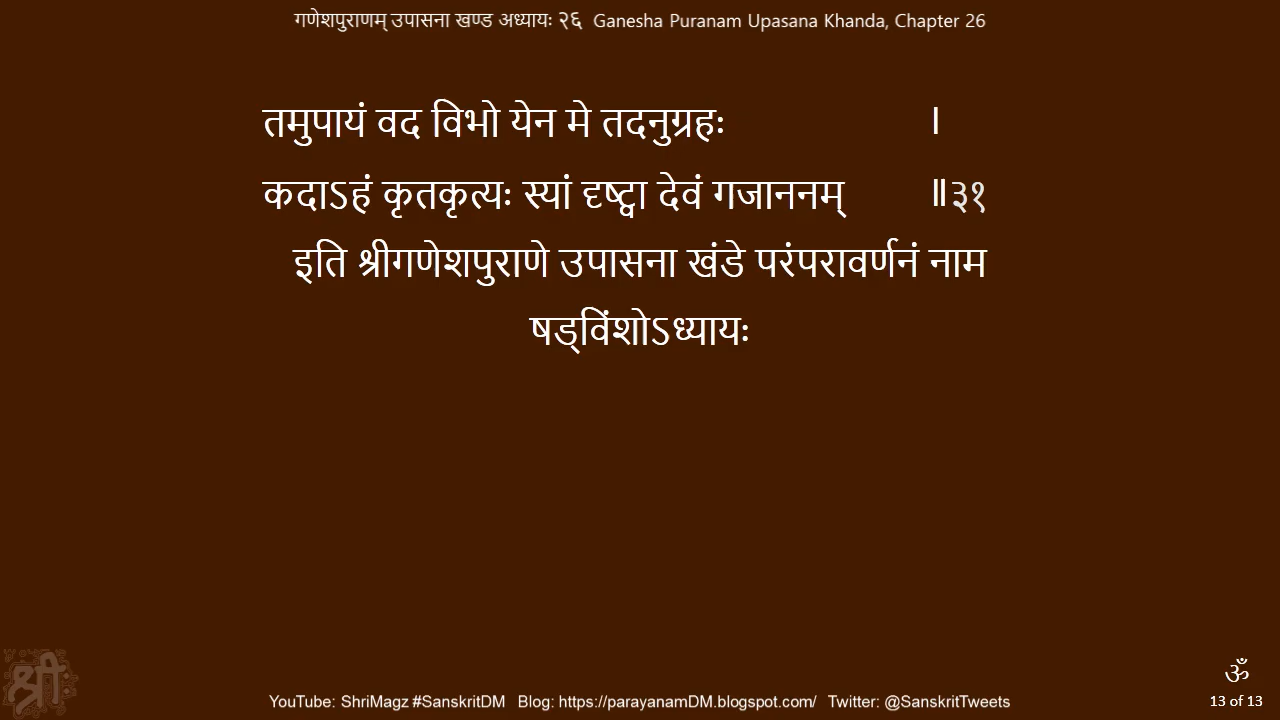 गणेशपुराणम् उपासना खण्ड अध्यायः २६ Ganesha Puranam Upasana Khanda, Chapter 26
तमुपायं वद विभो येन मे तदनुग्रहः ।
कदाऽहं कृतकृत्यः स्यां दृष्ट्वा देवं गजाननम् ॥३१
इति श्रीगणेशपुराणे उपासना खंडे परंपरावर्णनं नाम
षड्विंशोऽध्यायः
श्री
ॐ
YouTube: ShriMagz #SanskritDM Blog: https://parayanamDM.blogspot.com/ Twitter: @SanskritTweets
13 of 13